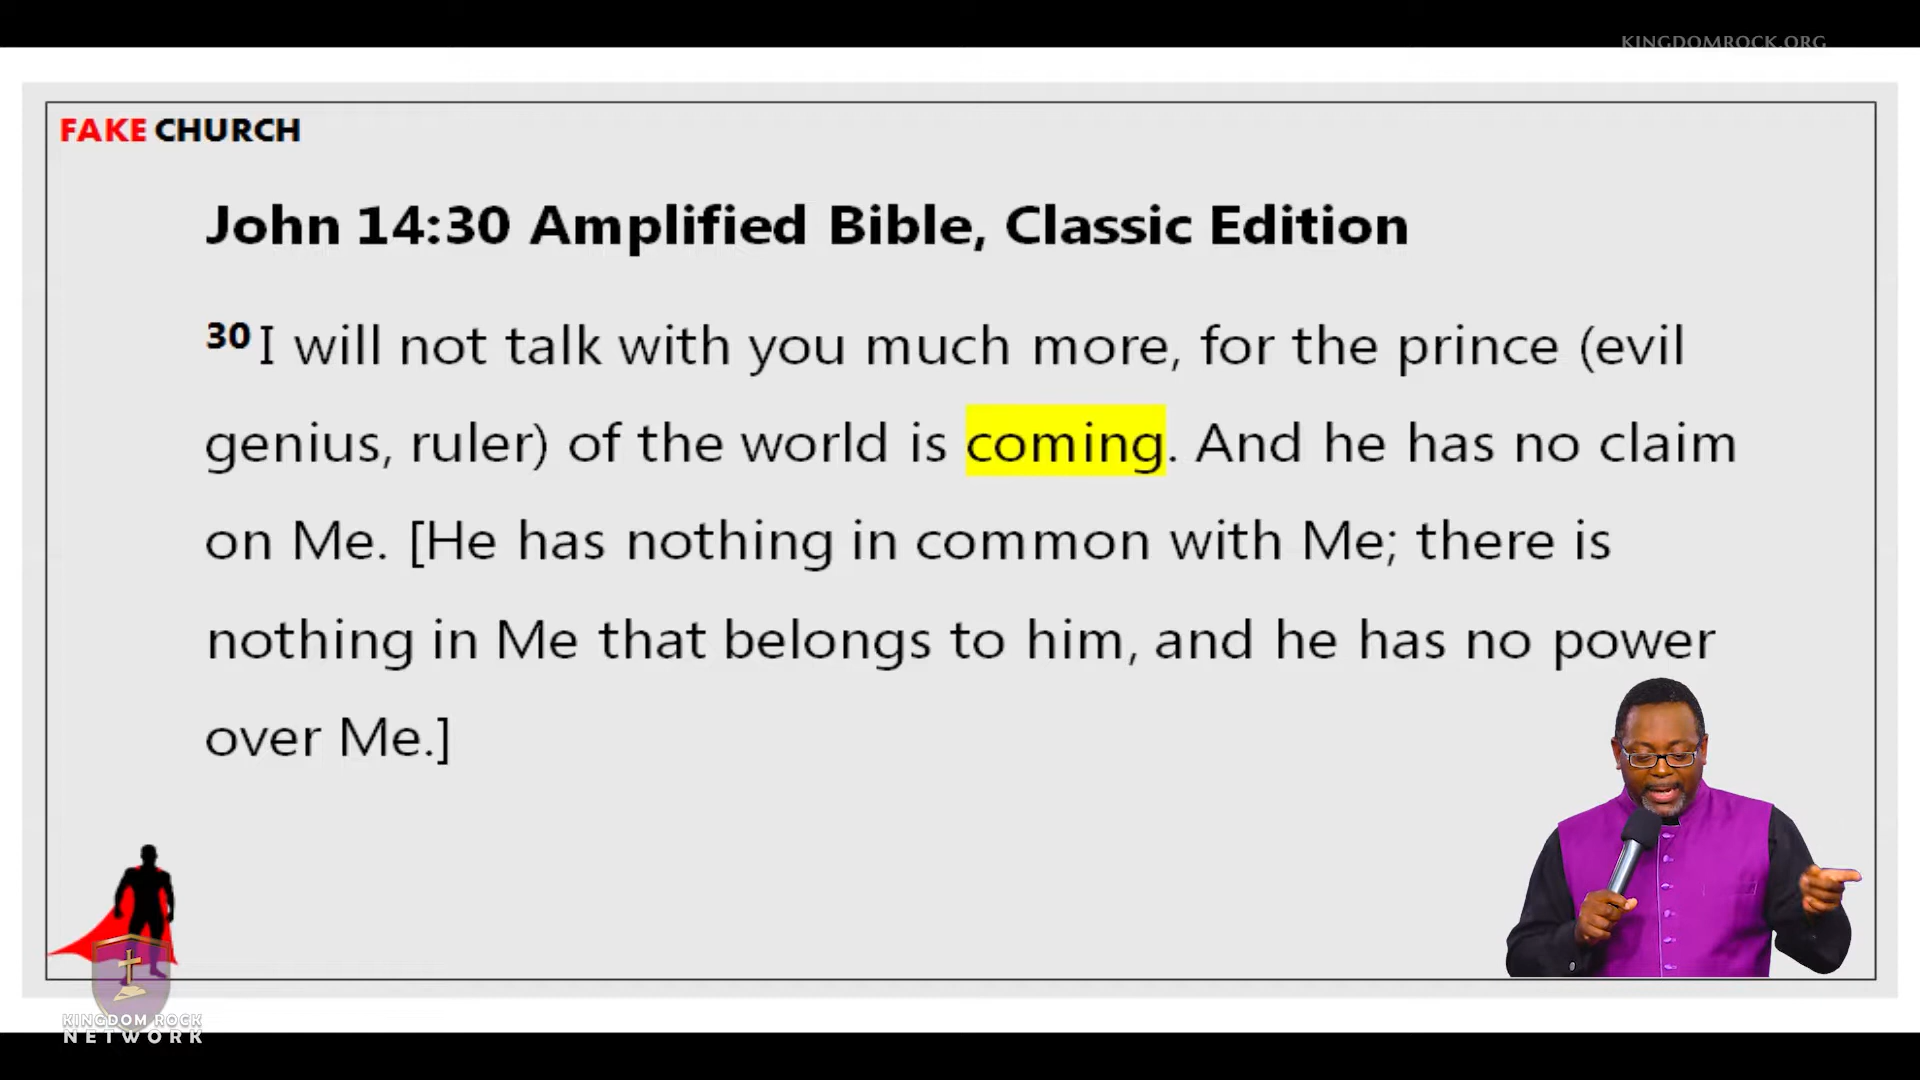 KINGDOMROCK.ORG
FAKE CHURCH
John 14:30 Amplified Bible, Classic Edition
30 I will not talk with you much more, for the prince (evil
genius, ruler) of the world is coming. And he has no claim
on Me. [He has nothing in common with Me; there is
nothing in Me that belongs to him, and he has no power
over Me.]
KINGDOM ROCK
NETWORK